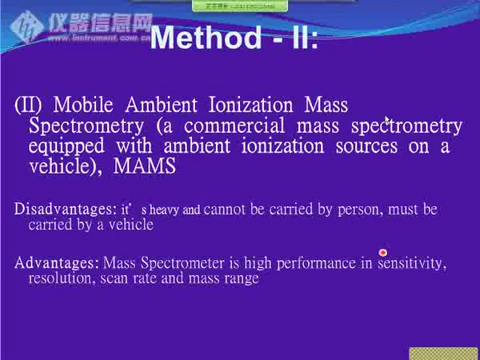 仪器信息网
www.instrument.com.cn
Method - II:
(II) Mobile Ambient Ionization Mass
Spectrometry (a commercial mass spectrometry
equipped with ambient ionization sources on a
vehicle), MAMS
Disadvantages: it's heavy and cannot be carried by person, must be
carried by a vehicle
Advantages: Mass Spectrometer is high performance in sensitivity,
resolution, scan rate and mass range